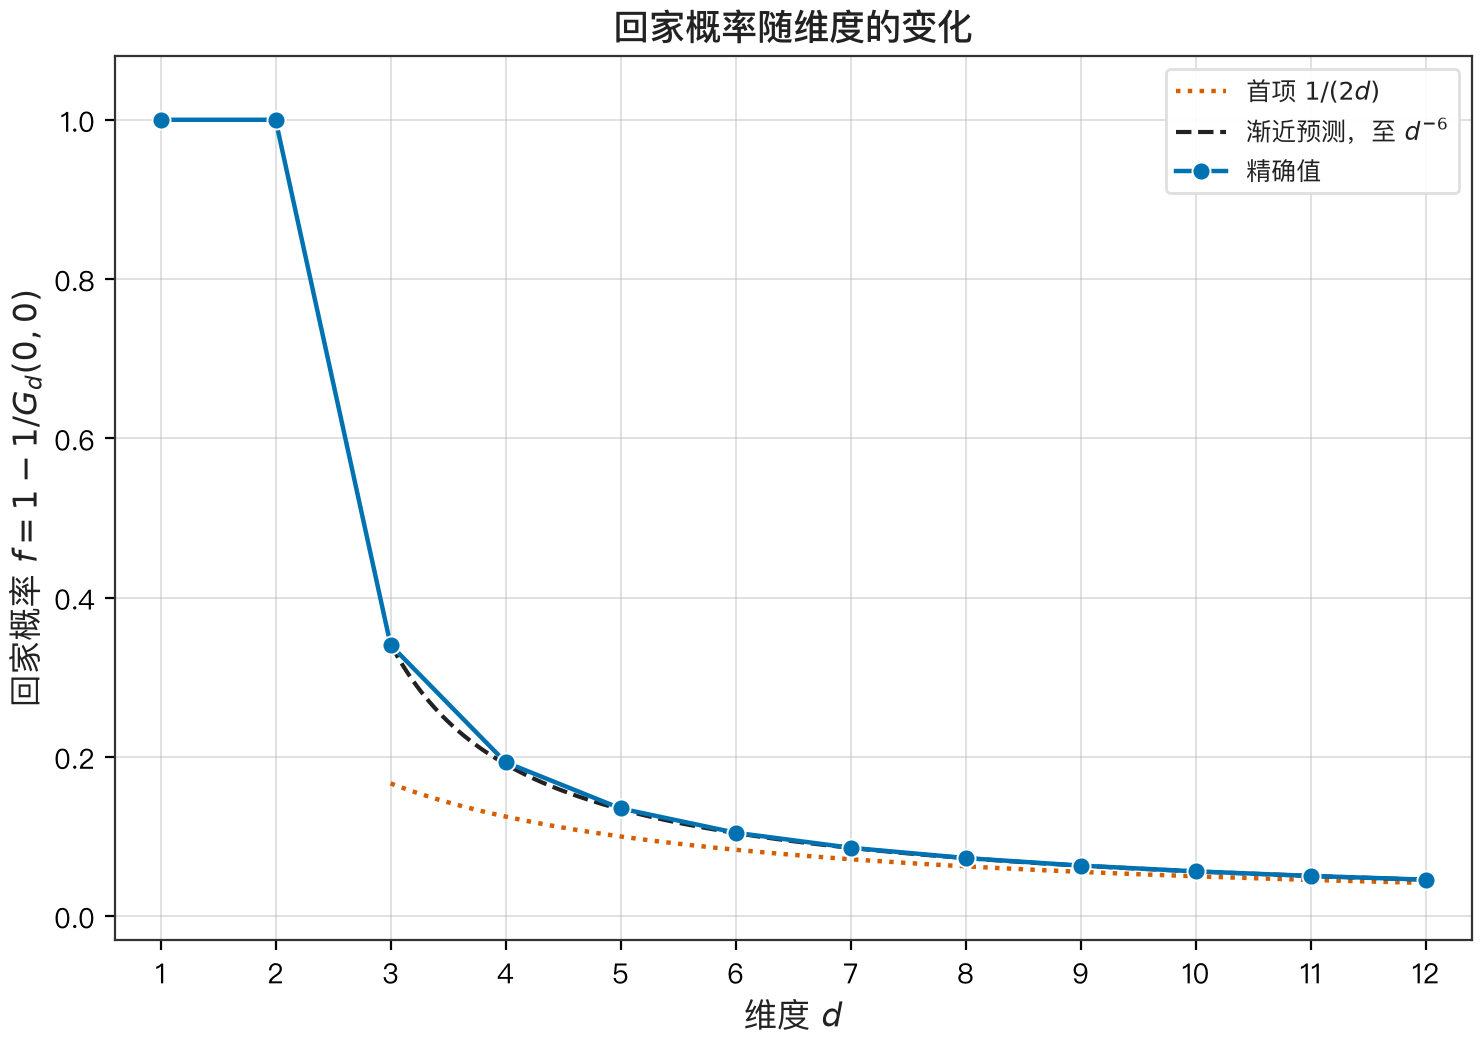 回家概率随维度的变化
首项 1/(2d)
渐近预测，至 d⁻⁶
精确值
回家概率 f = 1 − 1/G_d(0, 0)
1.0
0.8
0.6
0.4
0.2
0.0
1 2 3 4 5 6 7 8 9 10 11 12
维度 d